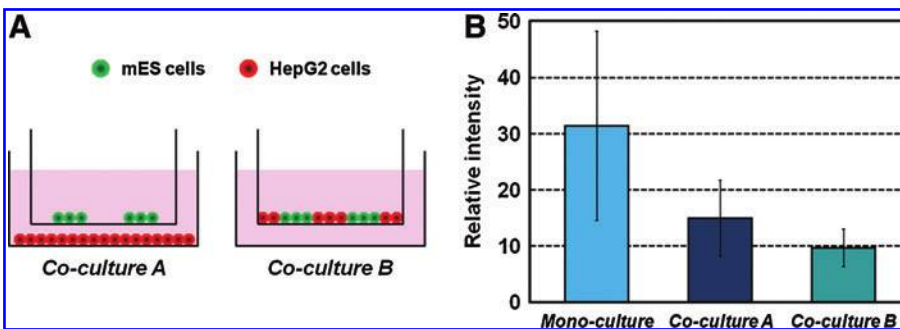 A
mES cells
HepG2 cells
Co-culture A
Co-culture B
B
Relative intensity
50
40
30
20
10
0
Mono-culture
Co-culture A
Co-culture B